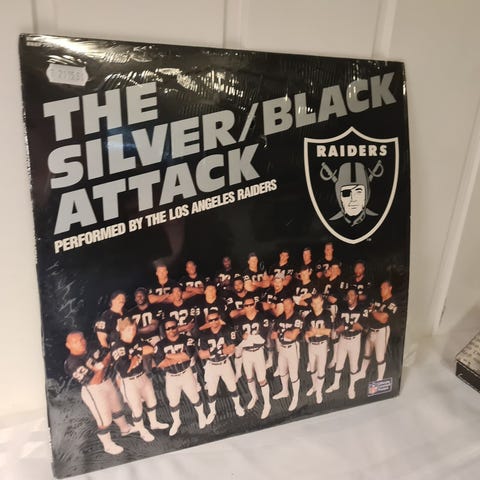 THE
SILVER/BLACK
ATTACK
PERFORMED BY THE LOS ANGELES RAIDERS
RAIDERS